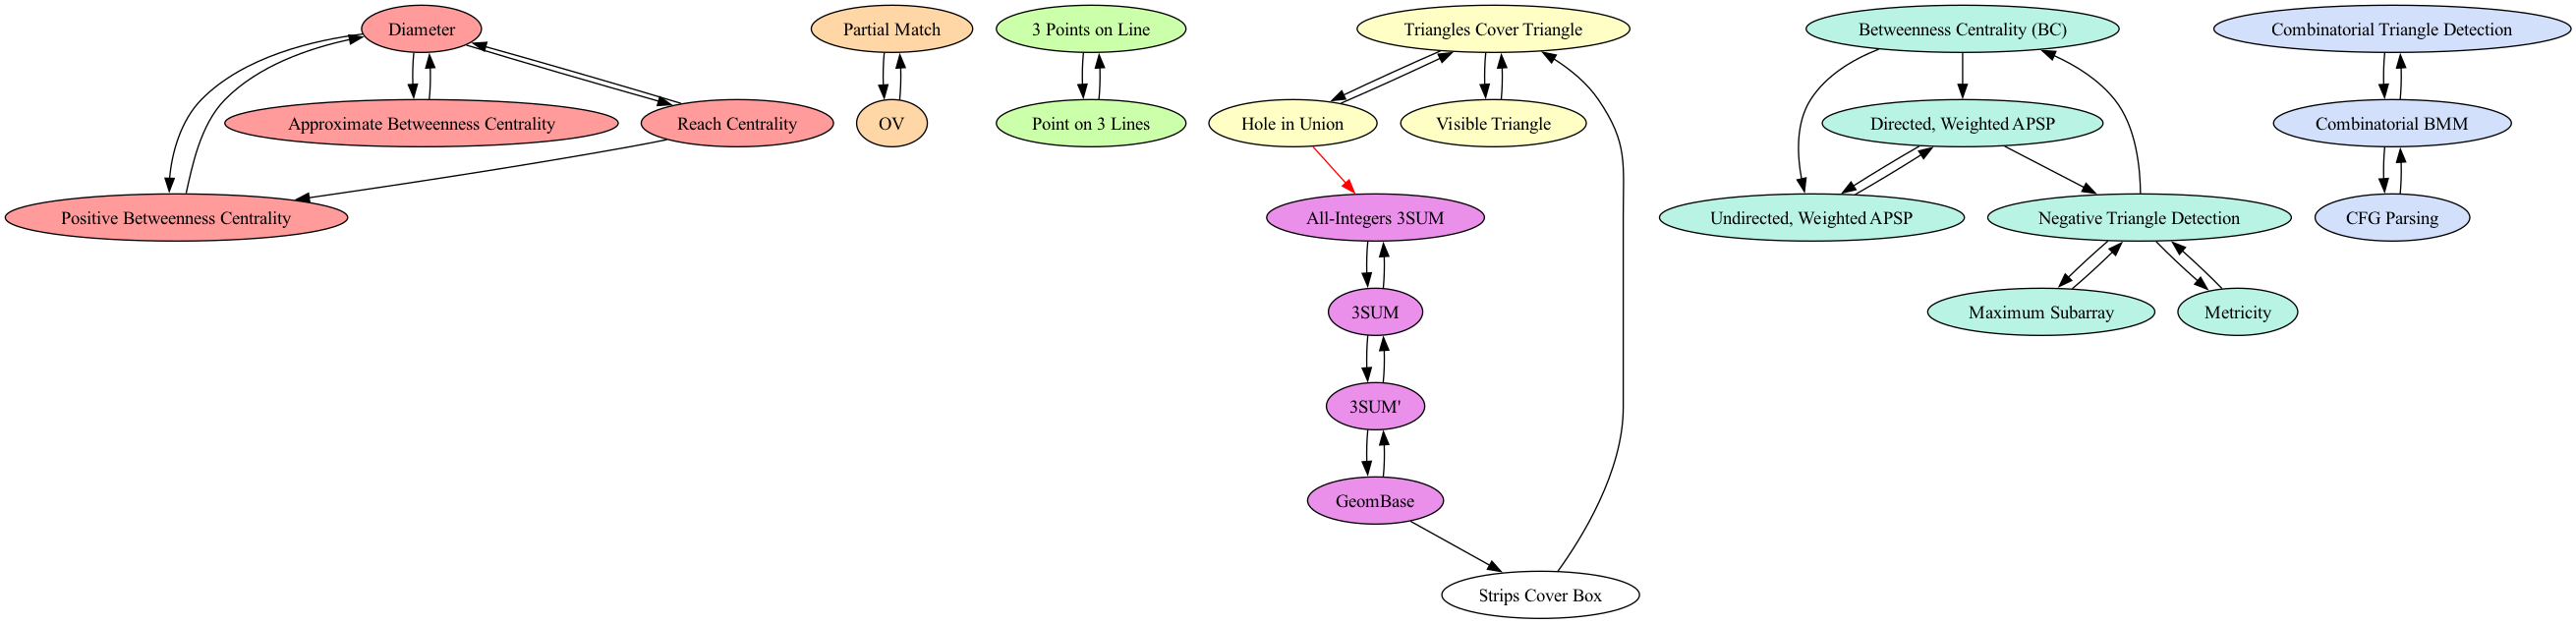 Diameter
Partial Match
3 Points on Line
Triangles Cover Triangle
Betweenness Centrality (BC)
Combinatorial Triangle Detection
Approximate Betweenness Centrality
Reach Centrality
OV
Point on 3 Lines
Hole in Union
Visible Triangle
Directed, Weighted APSP
Combinatorial BMM
Positive Betweenness Centrality
All-Integers 3SUM
Undirected, Weighted APSP
Negative Triangle Detection
CFG Parsing
3SUM
Maximum Subarray
Metricity
3SUM'
GeomBase
Strips Cover Box